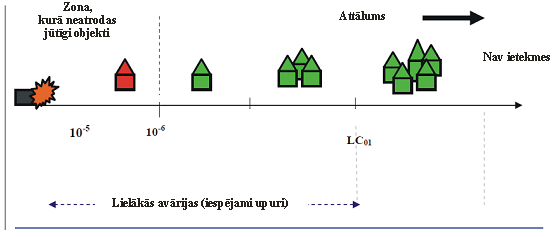 Zona,
kurā neatrodas
jūtīgi objekti
Attālums
Nav ietekmes
10-5
10-6
LC01
Lielākās avārijas (iespējami upuri)